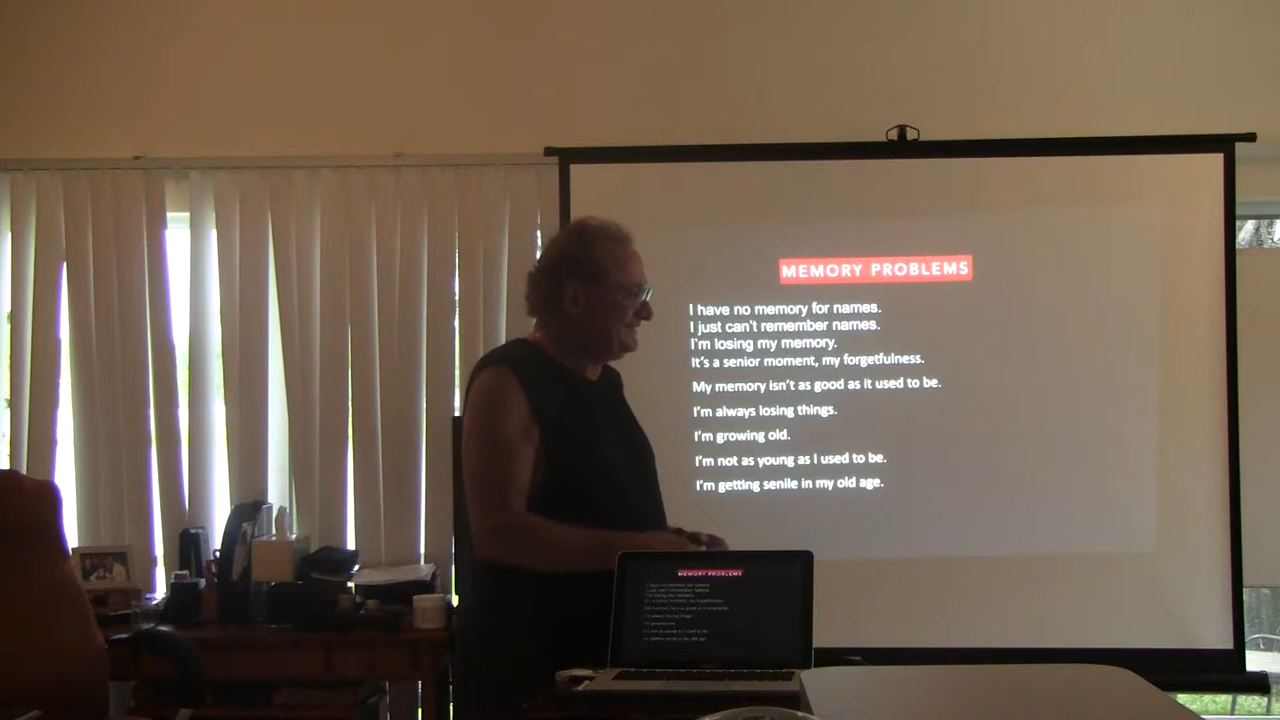 MEMORY PROBLEMS
I have no memory for names.
I just can't remember names.
I'm losing my memory.
It's a senior moment, my forgetfulness.
My memory isn't as good as it used to be.
I'm always losing things.
I'm growing old.
I'm not as young as I used to be.
I'm getting senile in my old age.
MEMORY PROBLEMS